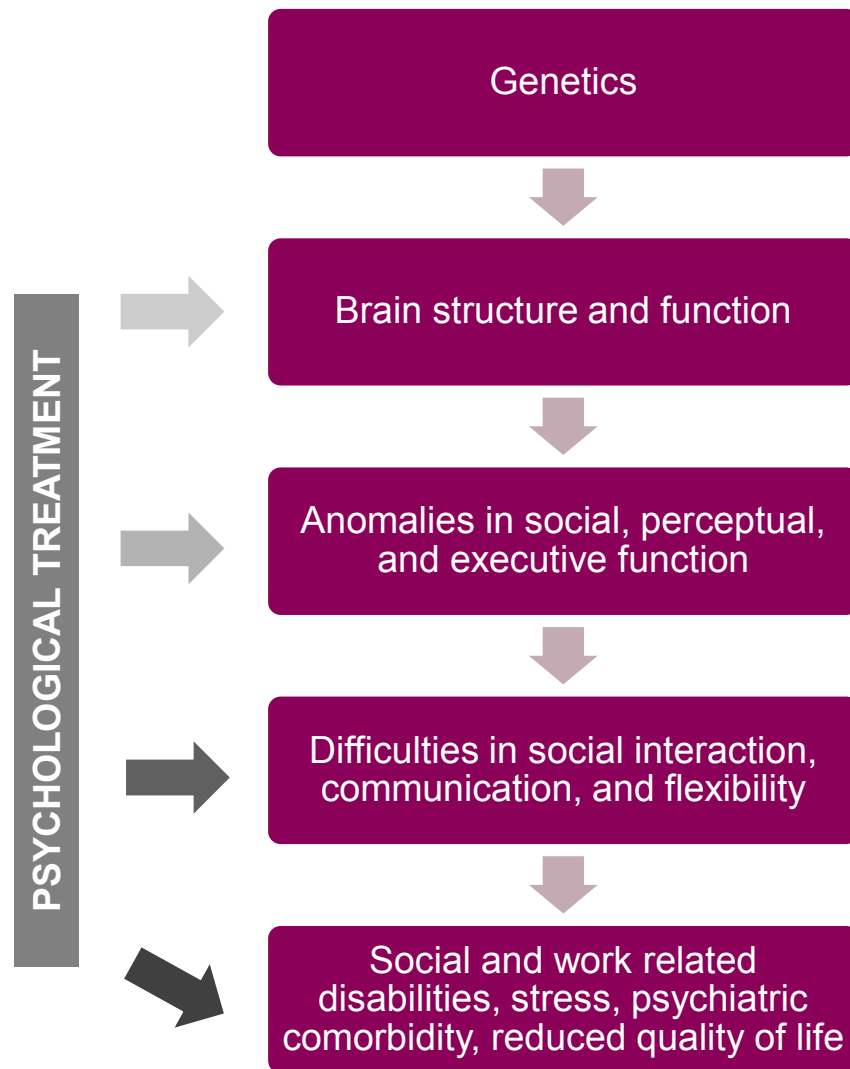 Genetics
Brain structure and function
PSYCHOLOGICAL TREATMENT
Anomalies in social, perceptual,
and executive function
Difficulties in social interaction,
communication, and flexibility
Social and work related
disabilities, stress, psychiatric
comorbidity, reduced quality of life